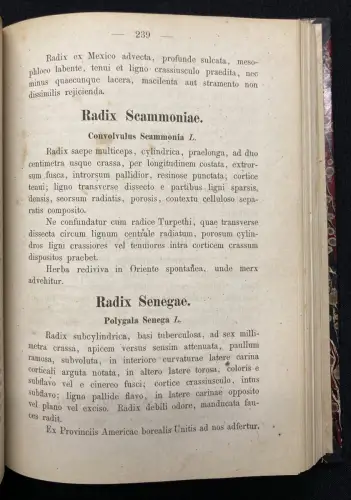 — 239 —
Radix ex Mexico advecta, profunde sulcata, meso-
phloeo labente, tenui et ligno crassiusculo praedita, nec
minus quaecunque lacera, macilenta aut stramento non
dissimilis rejicienda.
Radix Scammoniae.
Convolvulus Scammonia L.
Radix saepe multiceps, cylindrica, praelonga, ad duo
centimetra usque crassa, per longitudinem costata, extror-
sum fusca, introrsum pallidior, resinose punctata; cortice
tenui; ligno transverse dissecto e partibus ligni sparsis,
densis, seorsum radiatis, porosis, contextu celluloso sepa-
ratis composito.
Ne confundatur cum radice Turpethi, quae transverse
dissecta circum lignum centrale radiatum, porosum cylin-
dros ligni crassiores vel tenuiores intra corticem crassum
dispositos praebet.
Herba rediviva in Oriente spontanea, unde merx
advehitur.
Radix Senegae.
Polygala Senega L.
Radix subcylindrica, basi tuberculosa, ad sex milli-
metra crassa, apicem versus sensim attenuata, paullum
ramosa, subvoluta, in interiore curvaturae latere carina
corticali arguta notata, in altero latere torosa, coloris e
subflavo vel e cinereo fusci; cortice crassiusculo, intus
subflavo; ligno pallide flavo, in latere carinae opposito
vel plano vel exciso. Radix debili odore, manducata fau-
ces radit.
Ex Provinciis Americae borealis Unitis ad nos adfertur.